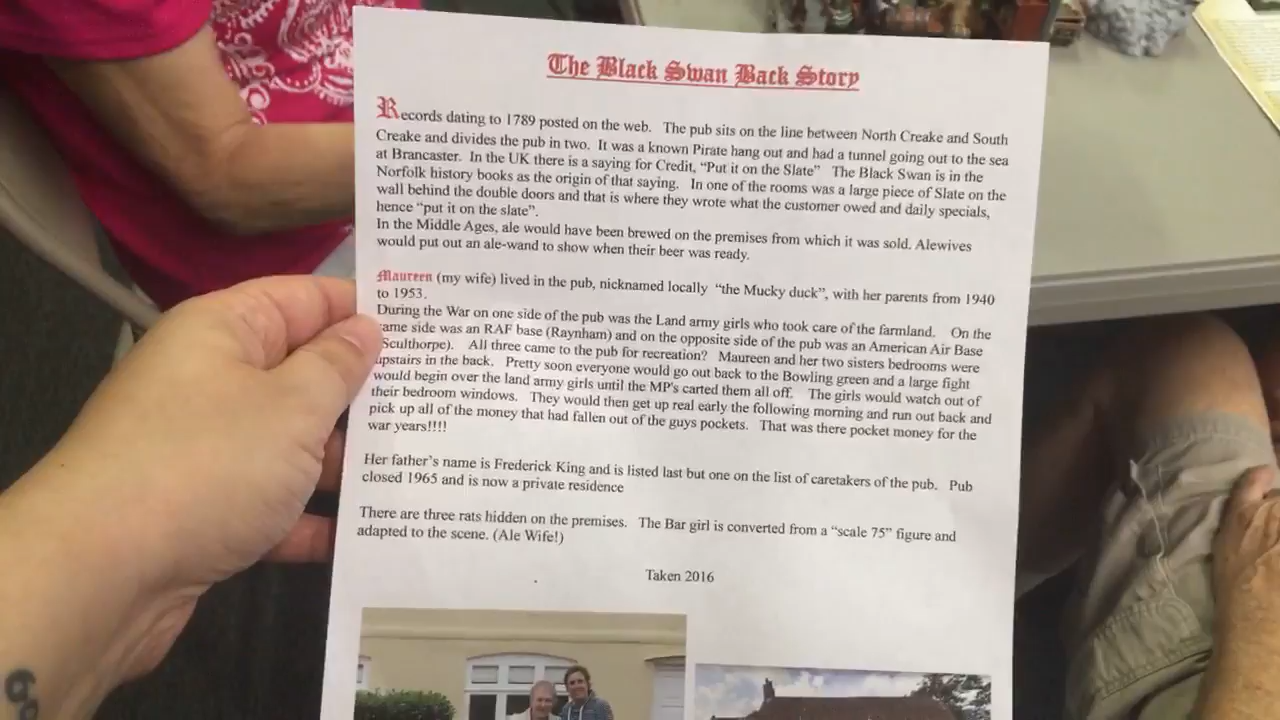 The Black Swan Back Story
Records dating to 1789 posted on the web. The pub sits on the line between North Creake and South
Creake and divides the pub in two. It was a known Pirate hang out and had a tunnel going out to the sea
at Brancaster. In the UK there is a saying for Credit, “Put it on the Slate” The Black Swan is in the
Norfolk history books as the origin of that saying. In one of the rooms was a large piece of Slate on the
wall behind the double doors and that is where they wrote what the customer owed and daily specials,
hence “put it on the slate”.
In the Middle Ages, ale would have been brewed on the premises from which it was sold. Alewives
would put out an ale-wand to show when their beer was ready.
Maureen (my wife) lived in the pub, nicknamed locally “the Mucky duck”, with her parents from 1940
to 1953.
During the War on one side of the pub was the Land army girls who took care of the farmland. On the
same side was an RAF base (Raynham) and on the opposite side of the pub was an American Air Base
(Sculthorpe). All three came to the pub for recreation? Maureen and her two sisters bedrooms were
upstairs in the back. Pretty soon everyone would go out back to the Bowling green and a large fight
would begin over the land army girls until the MP's carted them all off. The girls would watch out of
their bedroom windows. They would then get up real early the following morning and run out back and
pick up all of the money that had fallen out of the guys pockets. That was there pocket money for the
war years!!!!
Her father's name is Frederick King and is listed last but one on the list of caretakers of the pub. Pub
closed 1965 and is now a private residence
There are three rats hidden on the premises. The Bar girl is converted from a “scale 75” figure and
adapted to the scene. (Ale Wife!)
Taken 2016